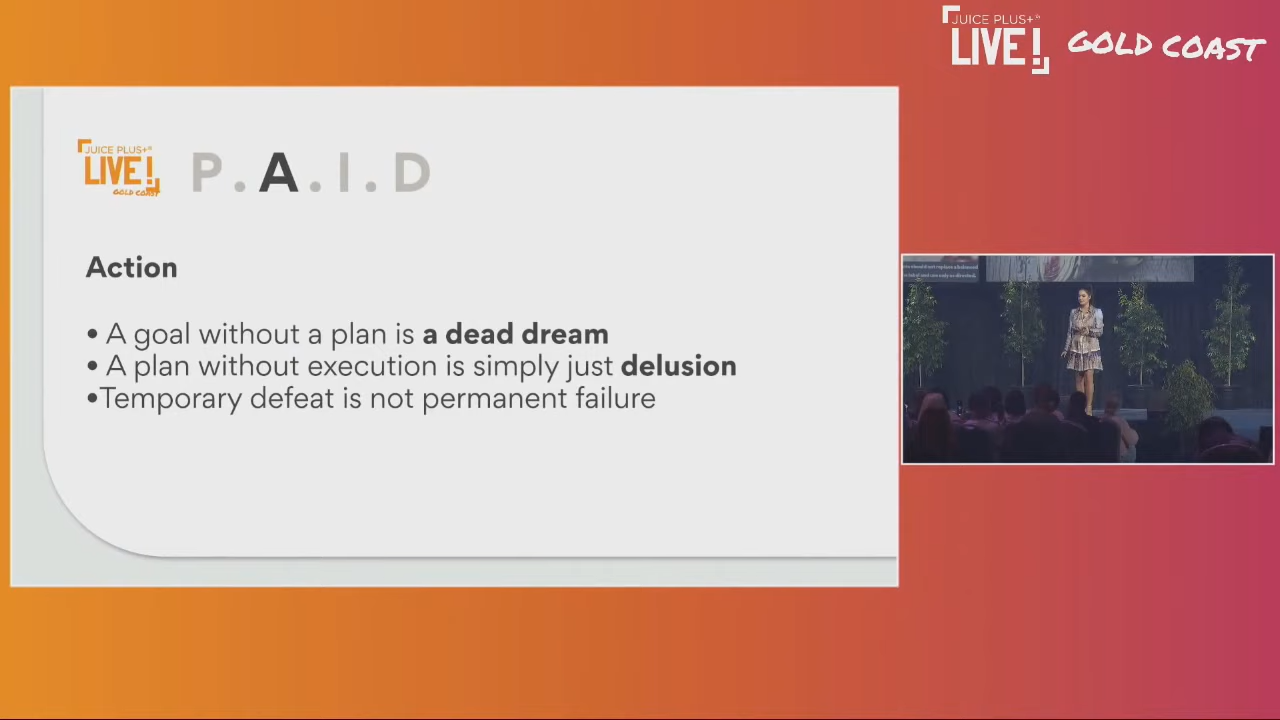 JUICE PLUS+®
LIVE! GOLD COAST
JUICE PLUS+®
LIVE!
GOLD COAST
P.A.I.D
Action
• A goal without a plan is a dead dream
• A plan without execution is simply just delusion
•Temporary defeat is not permanent failure